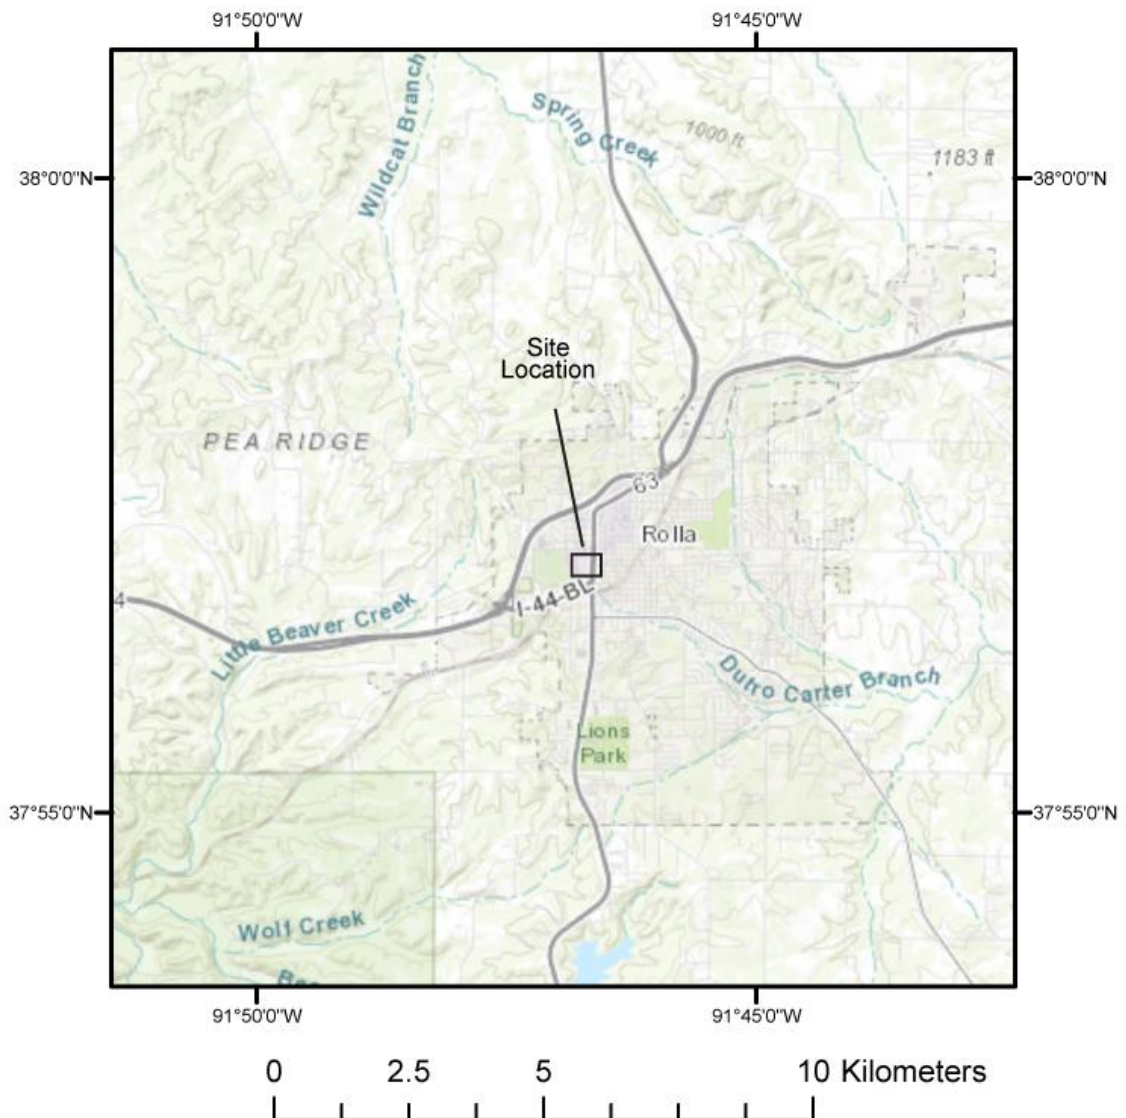 91°50'0"W
91°45'0"W
Wildcat Branch
Spring Creek
1000 ft
1183 ft
38°0'0"N
38°0'0"N
Site
Location
PEA RIDGE
63
Rolla
4
I-44-BL
Little Beaver Creek
Dutro Carter Branch
Lions
Park
37°55'0"N
37°55'0"N
Wolf Creek
91°50'0"W
91°45'0"W
0 2.5 5 10 Kilometers